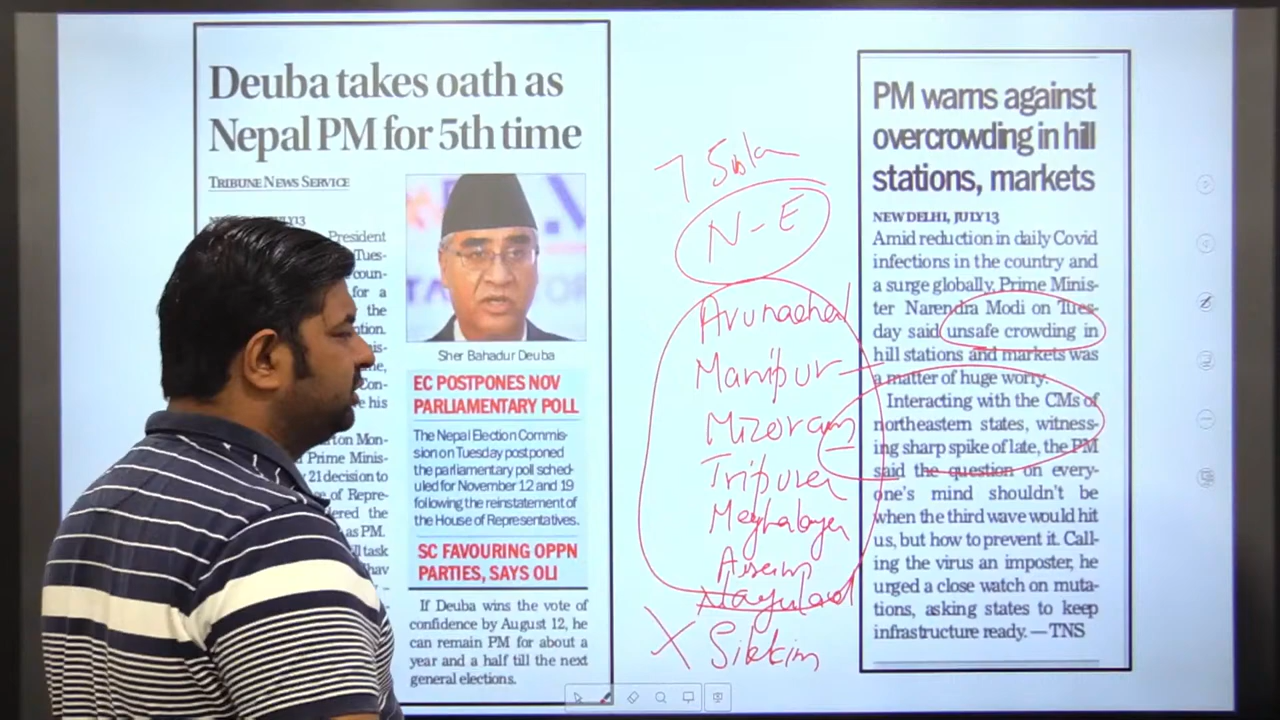 Deuba takes oath as
Nepal PM for 5th time
TRIBUNE NEWS SERVICE
President
Tues-
coun-
for a
the
his
ton Mon-
Prime Minis-
21 decision to
of Repre-
as PM.
task
Sher Bahadur Deuba
EC POSTPONES NOV
PARLIAMENTARY POLL
The Nepal Election Commis-
sion on Tuesday postponed
the parliamentary poll sched-
uled for November 12 and 19
following the reinstatement of
the House of Representatives.
SC FAVOURING OPPN
PARTIES, SAYS OLI
If Deuba wins the vote of
confidence by August 12, he
can remain PM for about a
year and a half till the next
general elections.
7
N-E
Arunachal
Manipur
Mizoram
Tripura
Meghalaya
Assam
Nagaland
X Sikkim
PM warns against
overcrowding in hill
stations, markets
NEW DELHI, JULY 13
Amid reduction in daily Covid
infections in the country and
a surge globally, Prime Minis-
ter Narendra Modi on Tues-
day said unsafe crowding in
hill stations and markets was
a matter of huge worry.
Interacting with the CMs of
northeastern states, witness-
ing sharp spike of late, the PM
said the question on every-
one's mind shouldn't be
when the third wave would hit
us, but how to prevent it. Call-
ing the virus an imposter, he
urged a close watch on muta-
tions, asking states to keep
infrastructure ready. — TNS